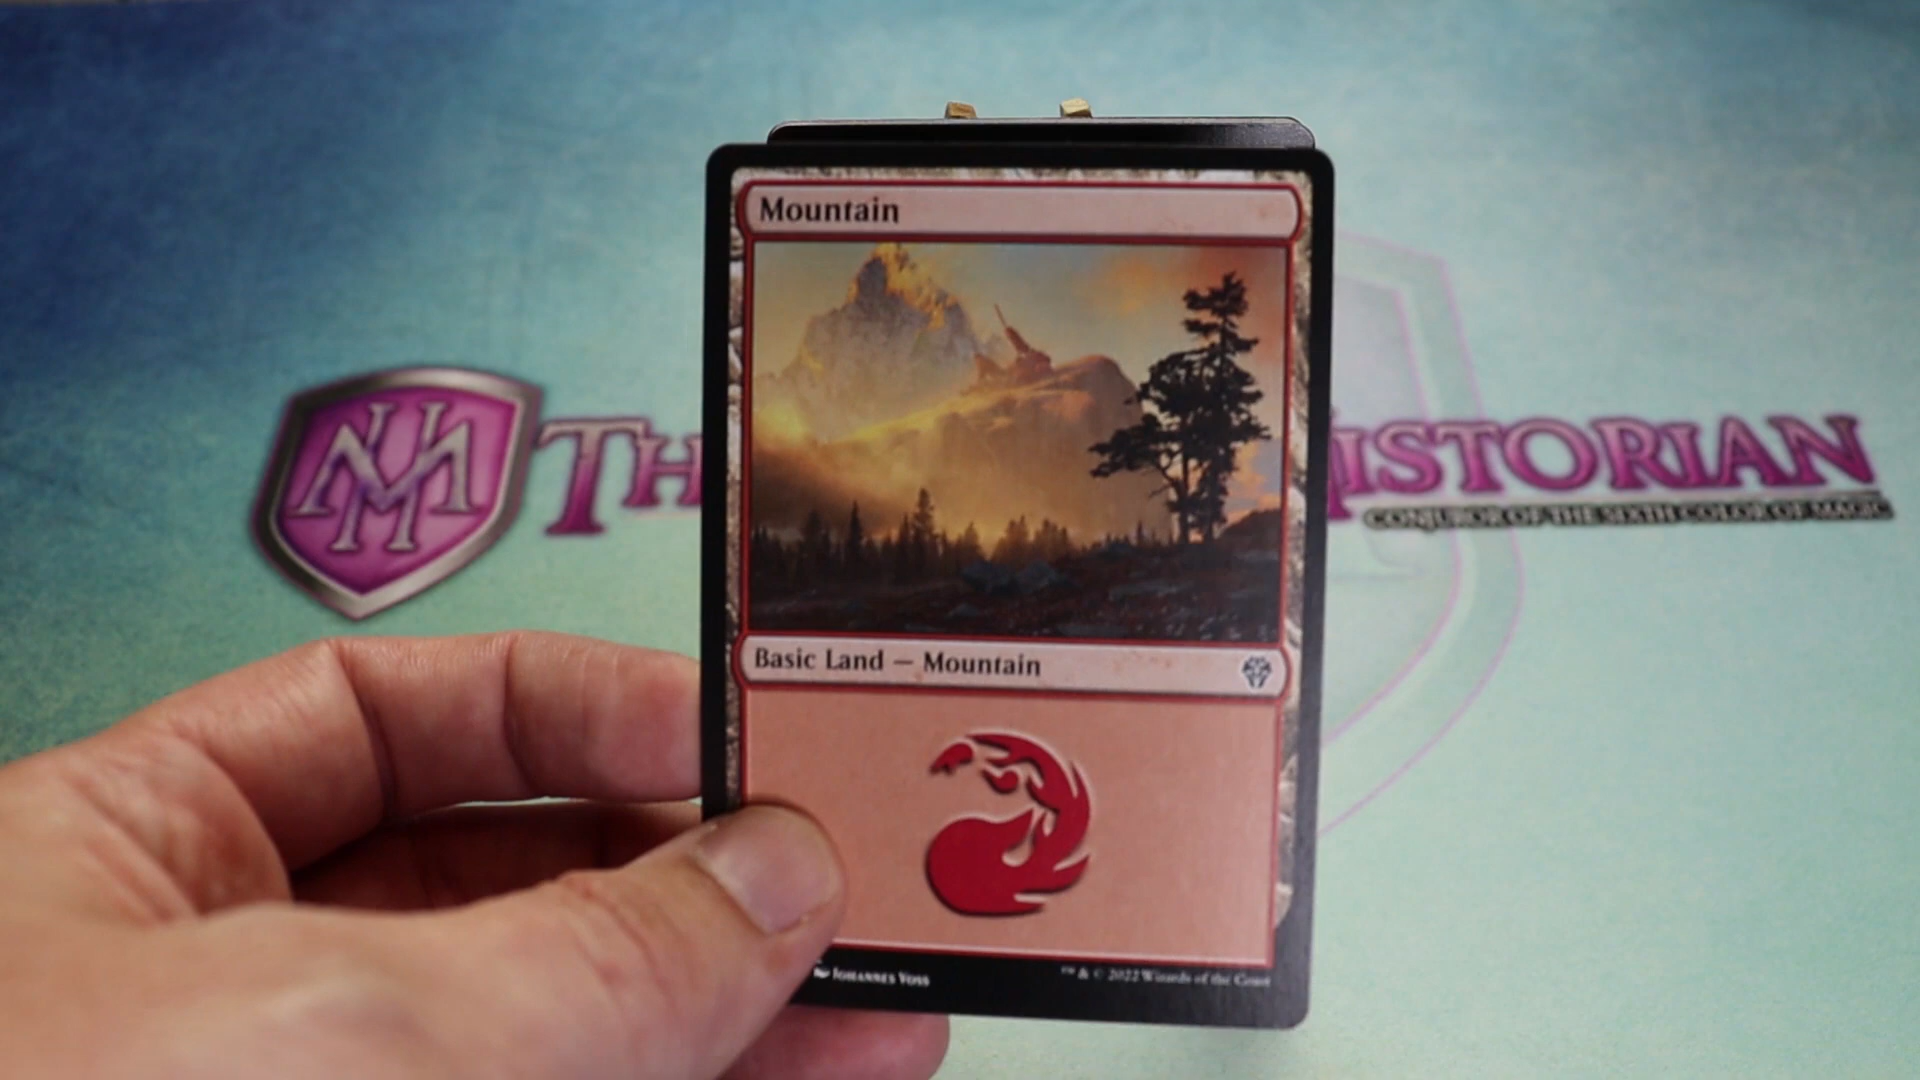 Mountain
Th
istorian
Conjuror of the Sixth Color of Magic
Basic Land — Mountain
Johannes Voss
™ & © 2022 Wizards of the Coast